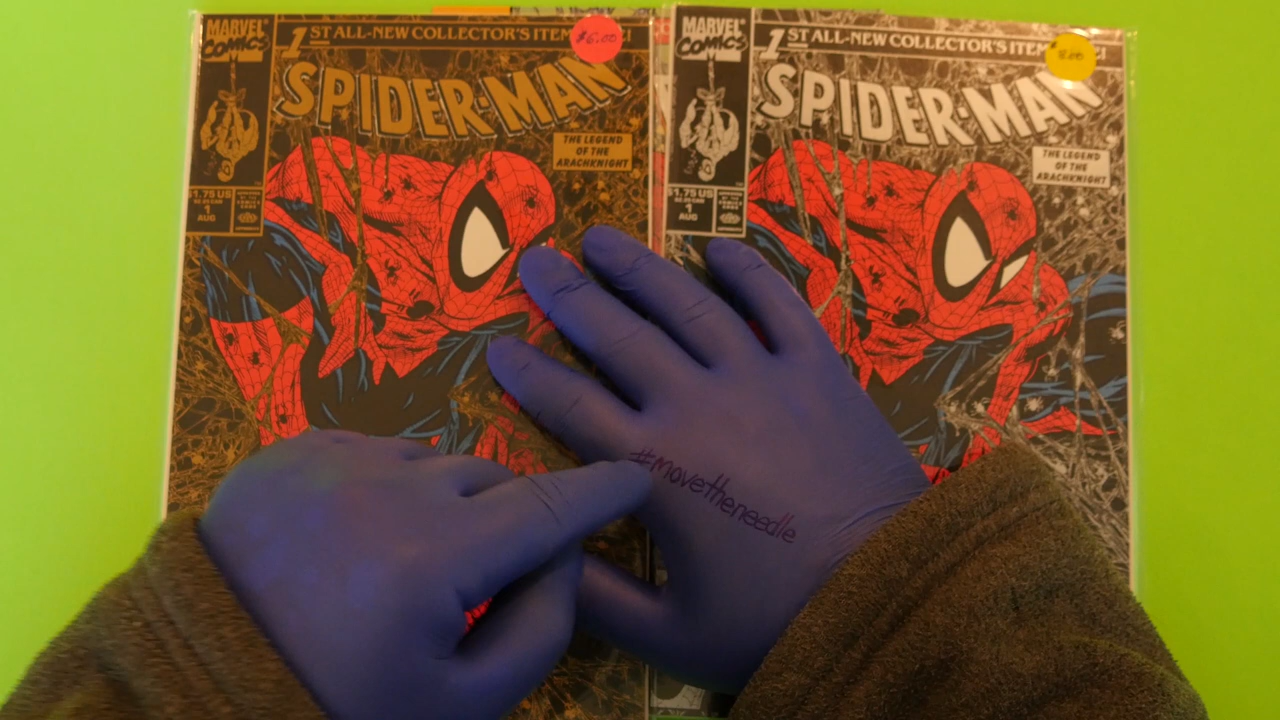 MARVEL
COMICS
1ST ALL-NEW COLLECTOR'S ITEM
$6.00
SPIDER-MAN
THE LEGEND
OF THE
ARACHKNIGHT
$1.75 US
1
AUG
MARVEL
COMICS
1ST ALL-NEW COLLECTOR'S ITEM
SPIDER-MAN
THE LEGEND
OF THE
ARACHKNIGHT
$1.75 US
1
AUG
#movetheneedle